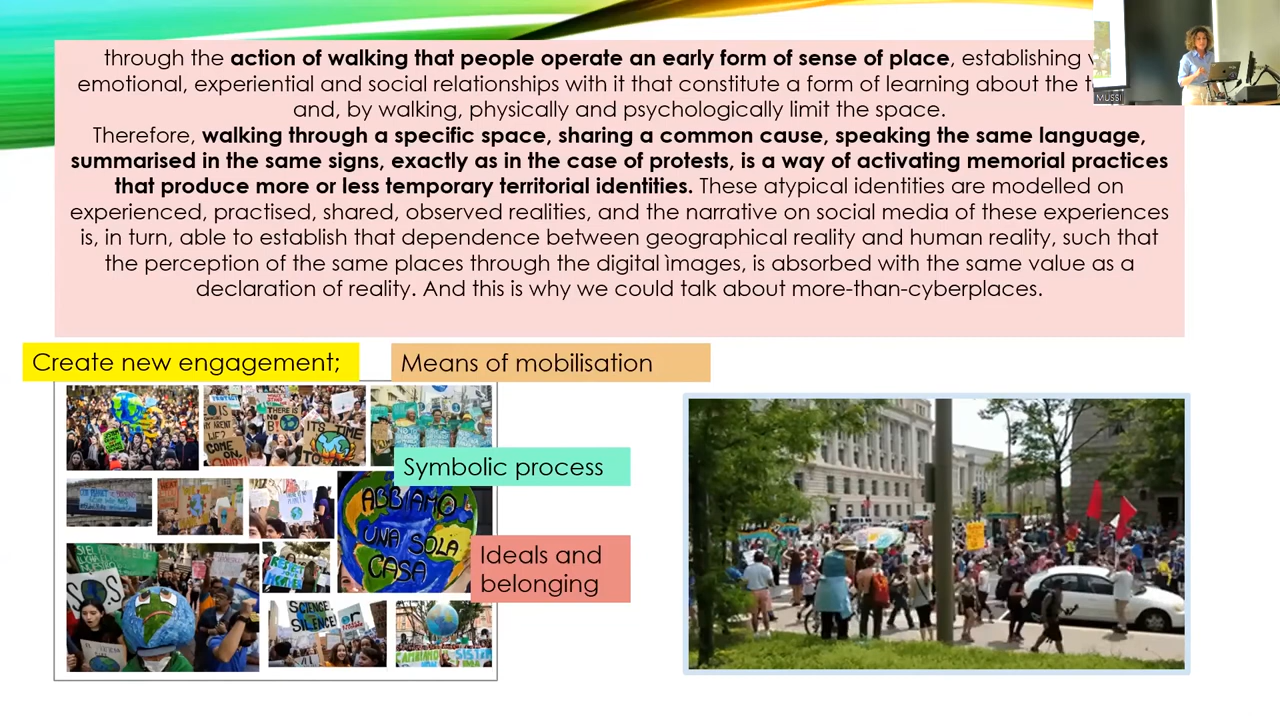 through the action of walking that people operate an early form of sense of place, establishing
emotional, experiential and social relationships with it that constitute a form of learning about the
and, by walking, physically and psychologically limit the space.
Therefore, walking through a specific space, sharing a common cause, speaking the same language,
summarised in the same signs, exactly as in the case of protests, is a way of activating memorial practices
that produce more or less temporary territorial identities. These atypical identities are modelled on
experienced, practised, shared, observed realities, and the narrative on social media of these experiences
is, in turn, able to establish that dependence between geographical reality and human reality, such that
the perception of the same places through the digital ìmages, is absorbed with the same value as a
declaration of reality. And this is why we could talk about more-than-cyberplaces.
MUSSI
Create new engagement;
Means of mobilisation
Symbolic process
Ideals and
belonging
THERE IS
IT'S TIME
COME ON
ABBIAMO
UNA SOLA
CASA
SOS
SCIENCE
SILENCE!